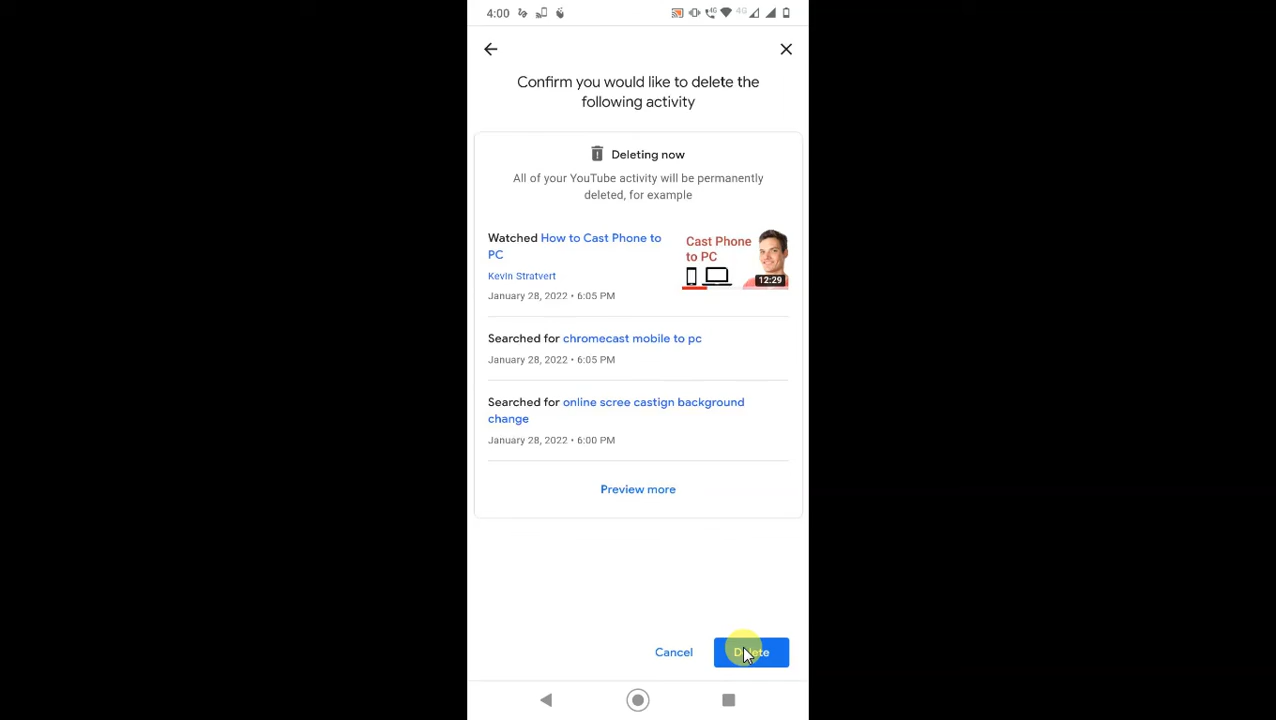 4:00
4G
4G
Confirm you would like to delete the
following activity
Deleting now
All of your YouTube activity will be permanently
deleted, for example
Watched How to Cast Phone to
PC
Kevin Stratvert
January 28, 2022 • 6:05 PM
Cast Phone
to PC
12:29
Searched for chromecast mobile to pc
January 28, 2022 • 6:05 PM
Searched for online scree castign background
change
January 28, 2022 • 6:00 PM
Preview more
Cancel
Delete